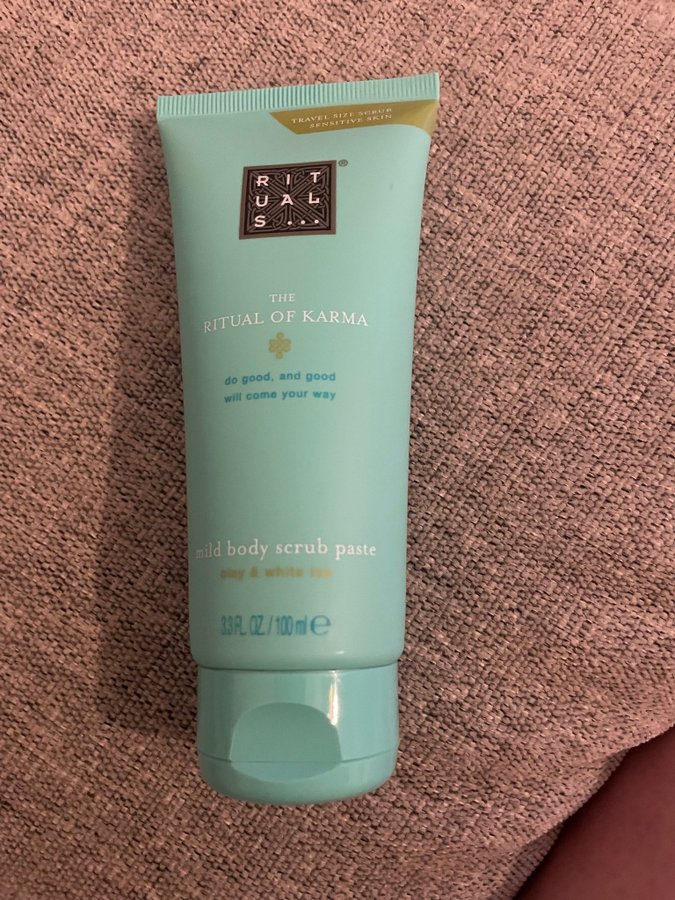 TRAVEL SIZE SCRUB
SENSITIVE SKIN
RIT
UAL
S...
®
THE
RITUAL OF KARMA
do good, and good
will come your way
mild body scrub paste
clay & white tea
3.3 FL. OZ. / 100 ml e